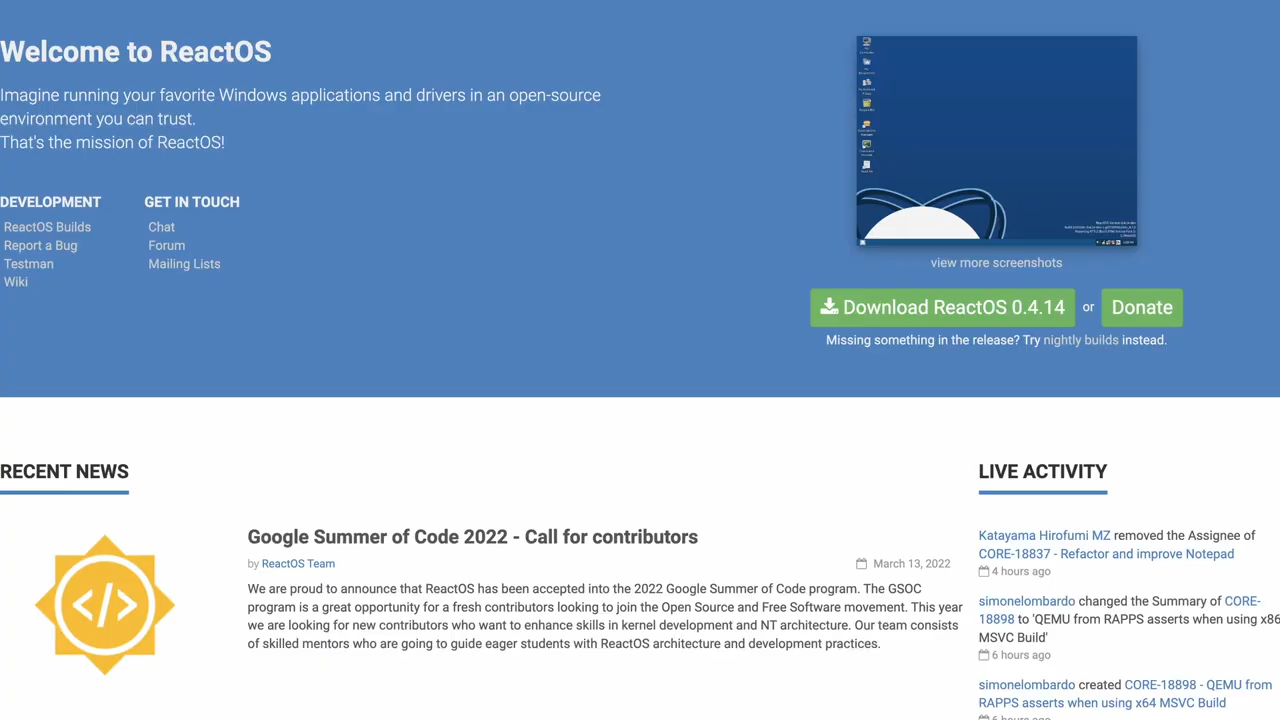 Welcome to ReactOS
Imagine running your favorite Windows applications and drivers in an open-source
environment you can trust.
That's the mission of ReactOS!
DEVELOPMENT
ReactOS Builds
Report a Bug
Testman
Wiki
GET IN TOUCH
Chat
Forum
Mailing Lists
view more screenshots
Download ReactOS 0.4.14 or Donate
Missing something in the release? Try nightly builds instead.
RECENT NEWS
Google Summer of Code 2022 - Call for contributors
by ReactOS Team
March 13, 2022
We are proud to announce that ReactOS has been accepted into the 2022 Google Summer of Code program. The GSOC
program is a great opportunity for a fresh contributors looking to join the Open Source and Free Software movement. This year
we are looking for new contributors who want to enhance skills in kernel development and NT architecture. Our team consists
of skilled mentors who are going to guide eager students with ReactOS architecture and development practices.
LIVE ACTIVITY
Katayama Hirofumi MZ removed the Assignee of
CORE-18837 - Refactor and improve Notepad
4 hours ago
simonelombardo changed the Summary of CORE-
18898 to 'QEMU from RAPPS asserts when using x86
MSVC Build'
6 hours ago
simonelombardo created CORE-18898 - QEMU from
RAPPS asserts when using x64 MSVC Build
6 hours ago